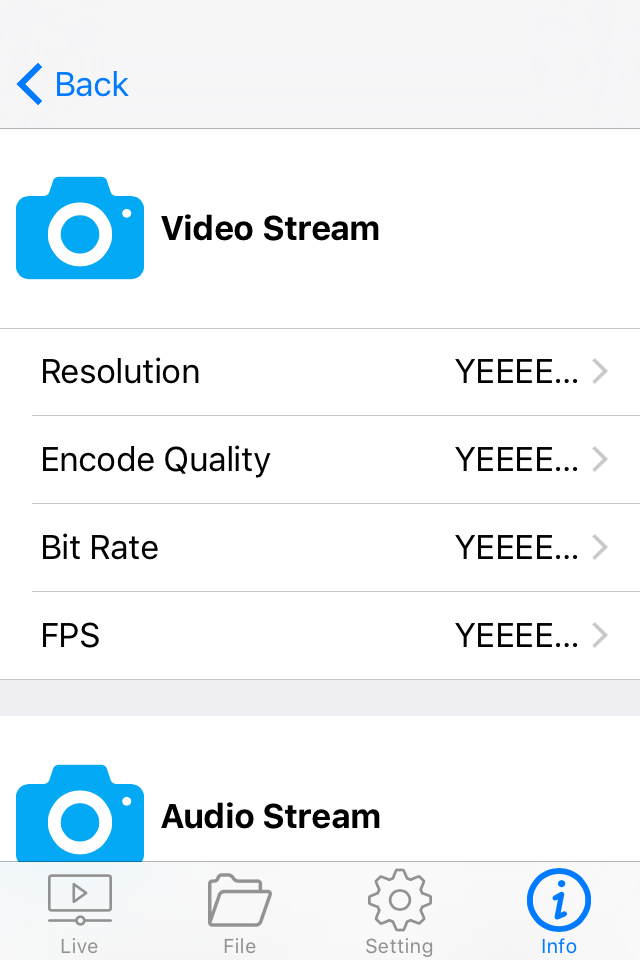 Back
Video Stream
Resolution YEEEE...
Encode Quality YEEEE...
Bit Rate YEEEE...
FPS YEEEE...
Audio Stream
Live File Setting Info